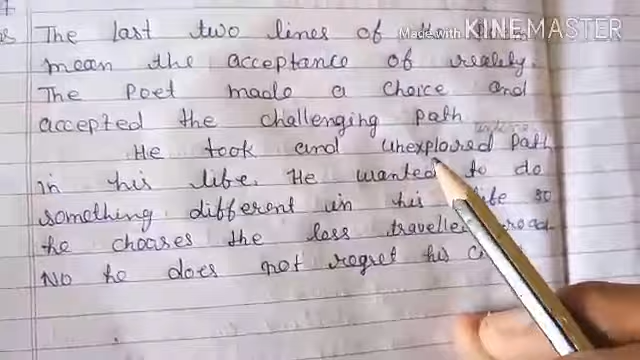 The last two lines of the
Made with KINEMASTER
mean the acceptance of reality.
The Poet made a choice and
accepted the challenging path
He took and unexplored Path
in his life. He wanted to do
something different in his life so
he chooses the less travelled road
No he does not regret his